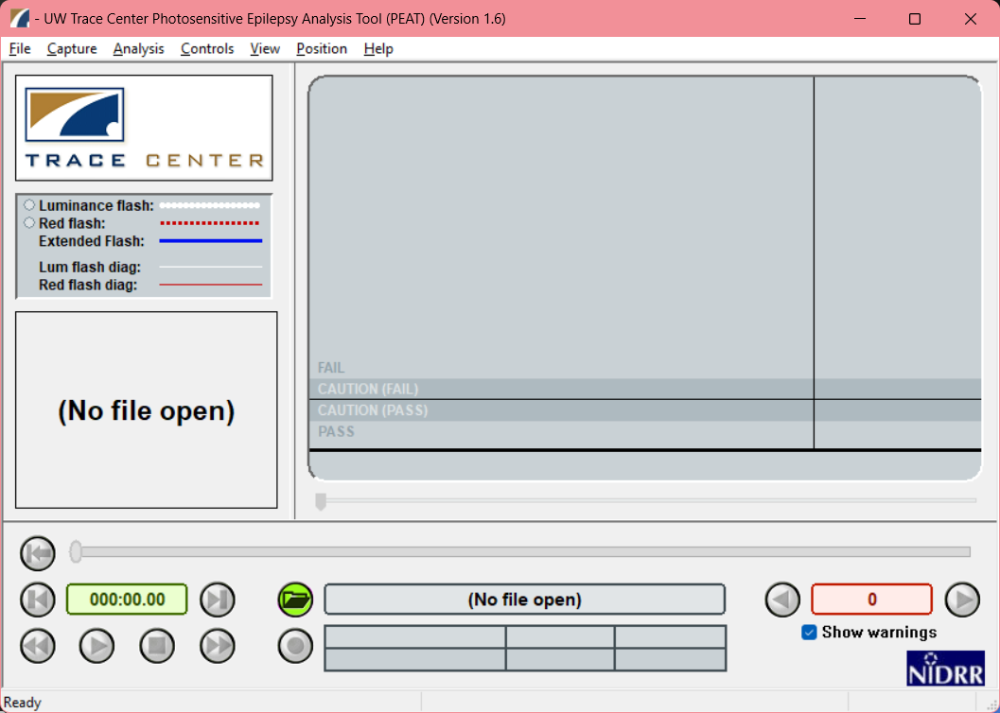 - UW Trace Center Photosensitive Epilepsy Analysis Tool (PEAT) (Version 1.6)
File Capture Analysis Controls View Position Help
TRACE CENTER
Luminance flash:
Red flash:
Extended Flash:
Lum flash diag:
Red flash diag:
(No file open)
FAIL
CAUTION (FAIL)
CAUTION (PASS)
PASS
000:00.00
(No file open)
0
Show warnings
NIDRR
Ready